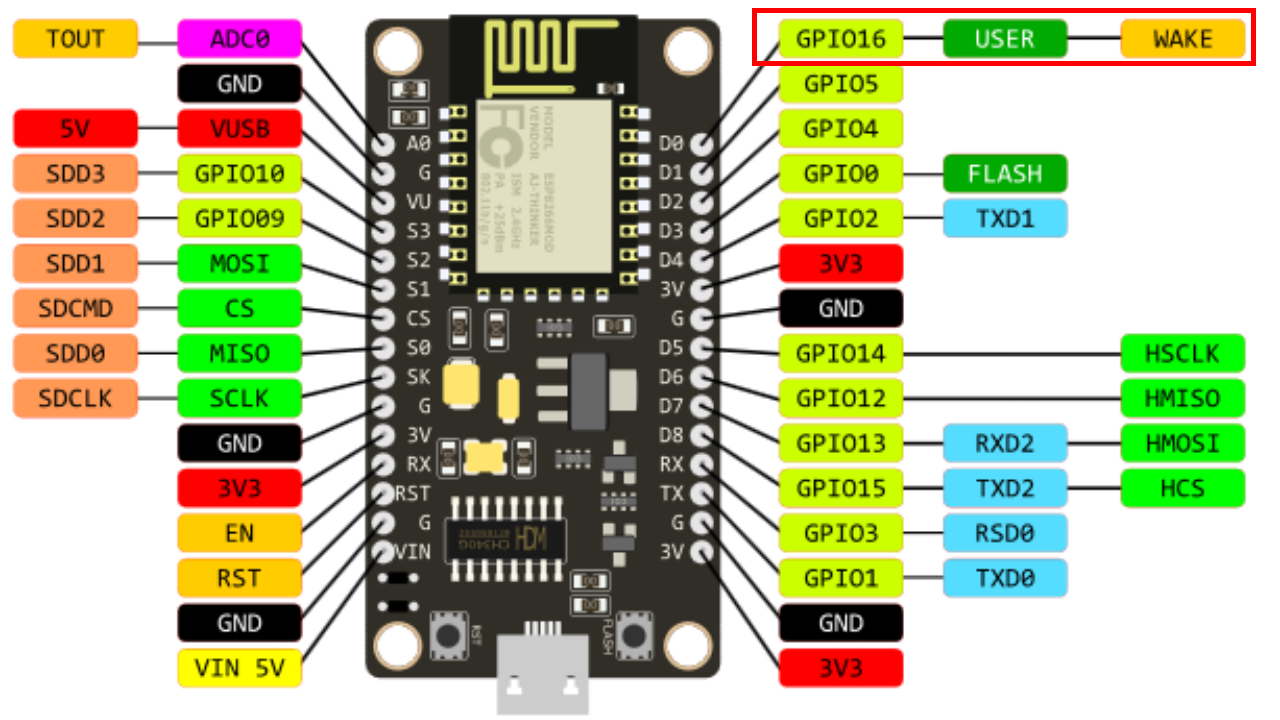 TOUT ADC0
GND
5V VUSB
SDD3 GPIO10
SDD2 GPIO09
SDD1 MOSI
SDCMD CS
SDD0 MISO
SDCLK SCLK
GND
3V3
EN
RST
GND
VIN 5V
A0
G
VU
S3
S2
S1
CS
S0
SK
G
3V
RX
RST
G
VIN
MODEL ESP8266MOD
VENDOR AJ-THINKER
ISM 2.4GHz
PA +25dBm
802.11b/g/n
FC
CH340G
HDM
RST
FLASH
D0
D1
D2
D3
D4
3V
G
D5
D6
D7
D8
RX
TX
G
3V
GPIO16 USER WAKE
GPIO5
GPIO4
GPIO0 FLASH
GPIO2 TXD1
3V3
GND
GPIO14 HSCLK
GPIO12 HMISO
GPIO13 RXD2 HMOSI
GPIO15 TXD2 HCS
GPIO3 RSD0
GPIO1 TXD0
GND
3V3